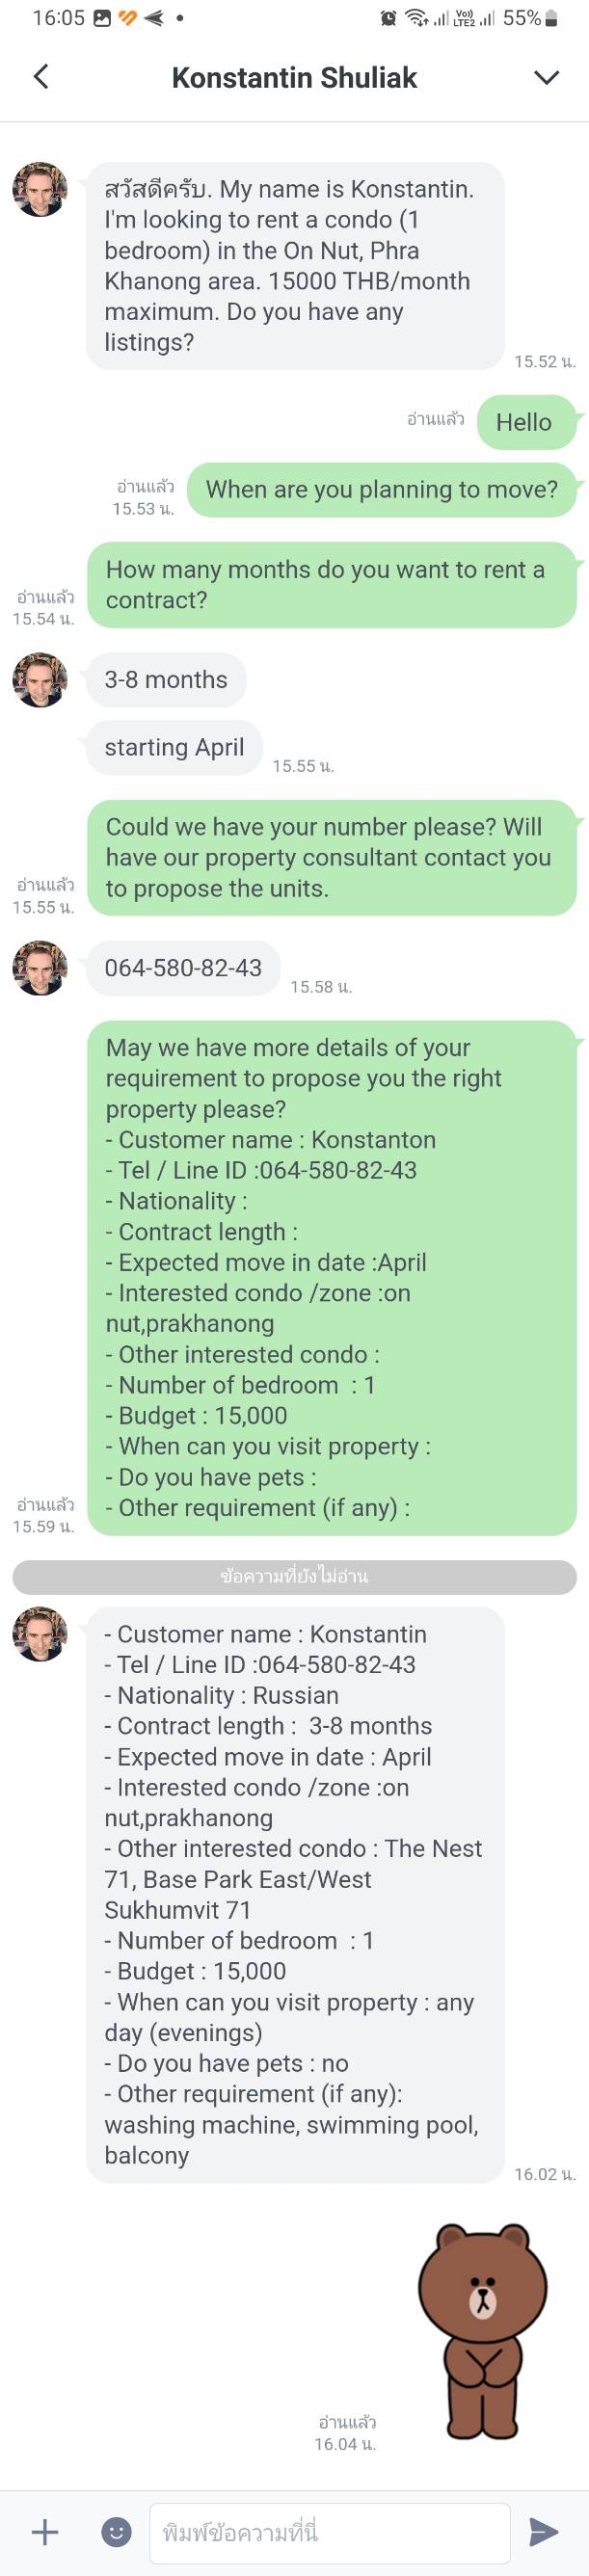 16:05
Vo))
LTE2
55%
Konstantin Shuliak
สวัสดีครับ. My name is Konstantin.
I'm looking to rent a condo (1
bedroom) in the On Nut, Phra
Khanong area. 15000 THB/month
maximum. Do you have any
listings?
15.52 น.
อ่านแล้ว
Hello
อ่านแล้ว
15.53 น.
When are you planning to move?
How many months do you want to rent a
contract?
อ่านแล้ว
15.54 น.
3-8 months
starting April
15.55 น.
Could we have your number please? Will
have our property consultant contact you
to propose the units.
อ่านแล้ว
15.55 น.
064-580-82-43
15.58 น.
May we have more details of your
requirement to propose you the right
property please?
- Customer name : Konstanton
- Tel / Line ID :064-580-82-43
- Nationality :
- Contract length :
- Expected move in date :April
- Interested condo /zone :on
nut,prakhanong
- Other interested condo :
- Number of bedroom  : 1
- Budget : 15,000
- When can you visit property :
- Do you have pets :
- Other requirement (if any) :
อ่านแล้ว
15.59 น.
ข้อความที่ยังไม่อ่าน
- Customer name : Konstantin
- Tel / Line ID :064-580-82-43
- Nationality : Russian
- Contract length :  3-8 months
- Expected move in date : April
- Interested condo /zone :on
nut,prakhanong
- Other interested condo : The Nest
71, Base Park East/West
Sukhumvit 71
- Number of bedroom  : 1
- Budget : 15,000
- When can you visit property : any
day (evenings)
- Do you have pets : no
- Other requirement (if any):
washing machine, swimming pool,
balcony
16.02 น.
อ่านแล้ว
16.04 น.
พิมพ์ข้อความที่นี่